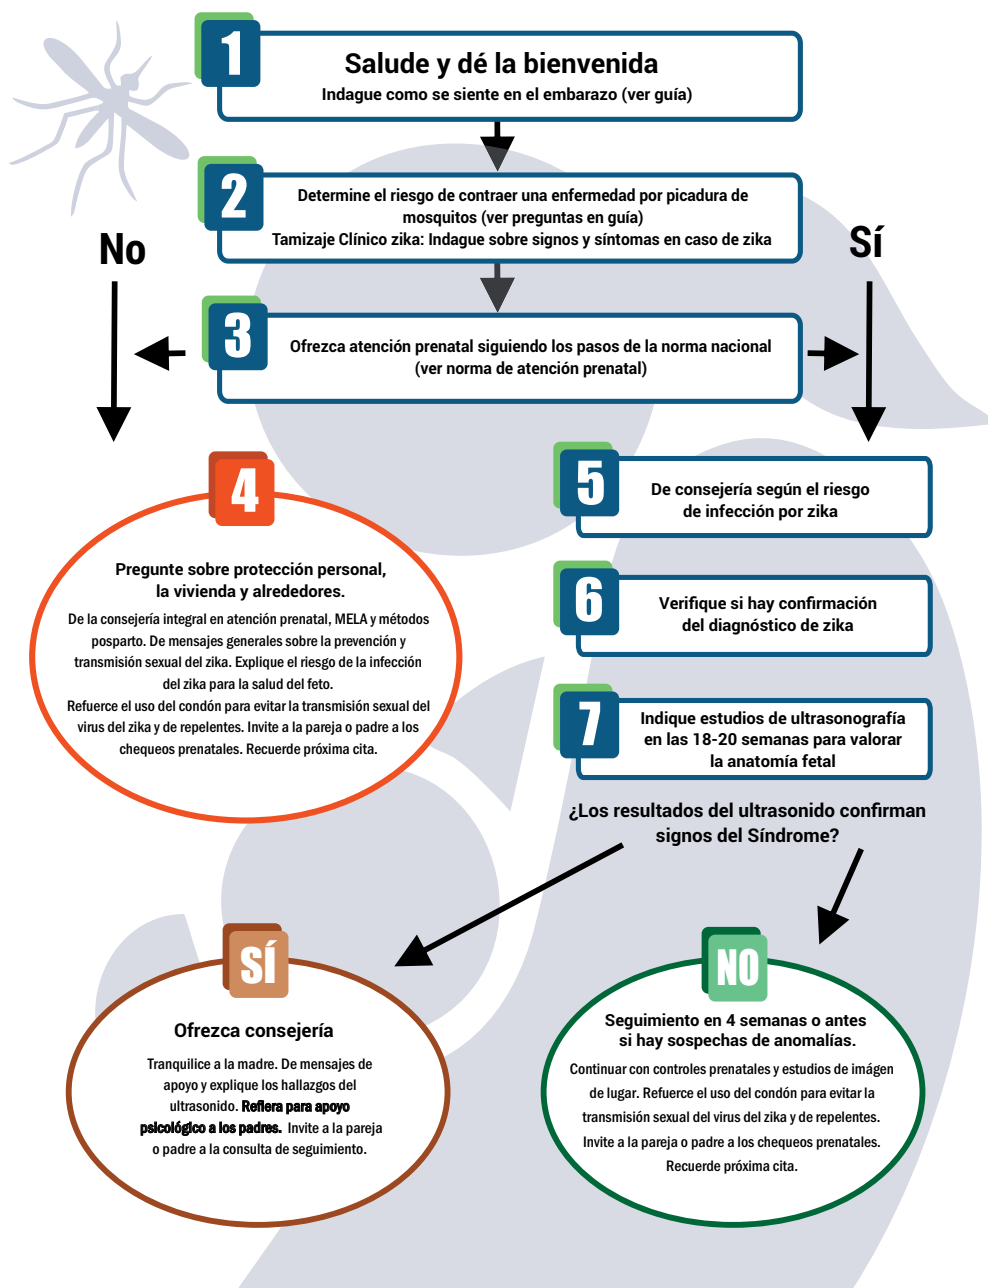 1
Salude y dé la bienvenida
Indague como se siente en el embarazo (ver guía)
2
Determine el riesgo de contraer una enfermedad por picadura de
mosquitos (ver preguntas en guía)
Tamizaje Clínico zika: Indague sobre signos y síntomas en caso de zika
No
Sí
3
Ofrezca atención prenatal siguiendo los pasos de la norma nacional
(ver norma de atención prenatal)
4
Pregunte sobre protección personal,
la vivienda y alrededores.
De la consejería integral en atención prenatal, MELA y métodos
posparto. De mensajes generales sobre la prevención y
transmisión sexual del zika. Explique el riesgo de la infección
del zika para la salud del feto.
Refuerce el uso del condón para evitar la transmisión sexual del
virus del zika y de repelentes. Invite a la pareja o padre a los
chequeos prenatales. Recuerde próxima cita.
5
De consejería según el riesgo
de infección por zika
6
Verifique si hay confirmación
del diagnóstico de zika
7
Indique estudios de ultrasonografía
en las 18-20 semanas para valorar
la anatomía fetal
¿Los resultados del ultrasonido confirman
signos del Síndrome?
SÍ
Ofrezca consejería
Tranquilice a la madre. De mensajes de
apoyo y explique los hallazgos del
ultrasonido. Refiera para apoyo
psicológico a los padres. Invite a la pareja
o padre a la consulta de seguimiento.
NO
Seguimiento en 4 semanas o antes
si hay sospechas de anomalías.
Continuar con controles prenatales y estudios de imágen
de lugar. Refuerce el uso del condón para evitar la
transmisión sexual del virus del zika y de repelentes.
Invite a la pareja o padre a los chequeos prenatales.
Recuerde próxima cita.